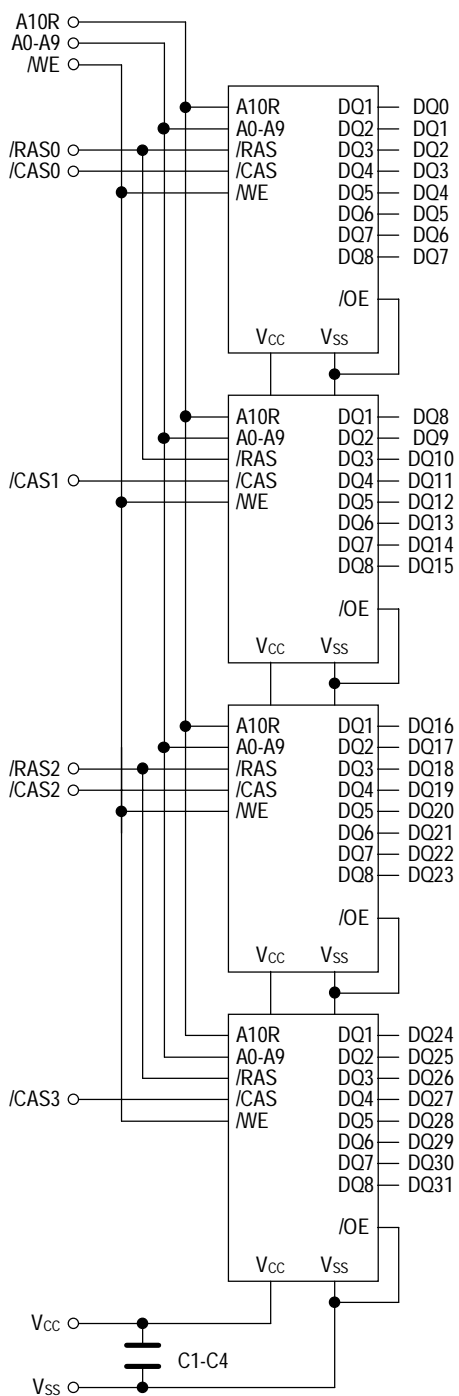 A10R
A0-A9
/WE
A10R DQ1 DQ0
A0-A9 DQ2 DQ1
/RAS0 /RAS DQ3 DQ2
/CAS0 /CAS DQ4 DQ3
/WE DQ5 DQ4
DQ6 DQ5
DQ7 DQ6
DQ8 DQ7
/OE
VCC VSS
A10R DQ1 DQ8
A0-A9 DQ2 DQ9
/RAS DQ3 DQ10
/CAS1 /CAS DQ4 DQ11
/WE DQ5 DQ12
DQ6 DQ13
DQ7 DQ14
DQ8 DQ15
/OE
VCC VSS
A10R DQ1 DQ16
A0-A9 DQ2 DQ17
/RAS2 /RAS DQ3 DQ18
/CAS2 /CAS DQ4 DQ19
/WE DQ5 DQ20
DQ6 DQ21
DQ7 DQ22
DQ8 DQ23
/OE
VCC VSS
A10R DQ1 DQ24
A0-A9 DQ2 DQ25
/RAS DQ3 DQ26
/CAS3 /CAS DQ4 DQ27
/WE DQ5 DQ28
DQ6 DQ29
DQ7 DQ30
DQ8 DQ31
/OE
VCC VSS
VCC
C1-C4
VSS